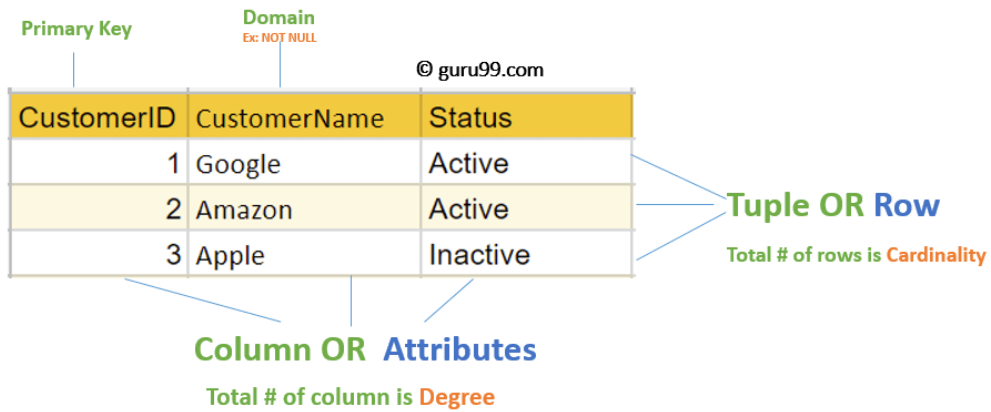 Primary Key
Domain
Ex: NOT NULL
© guru99.com
CustomerID CustomerName Status
1 Google Active
2 Amazon Active
3 Apple Inactive
Tuple OR Row
Total # of rows is Cardinality
Column OR Attributes
Total # of column is Degree